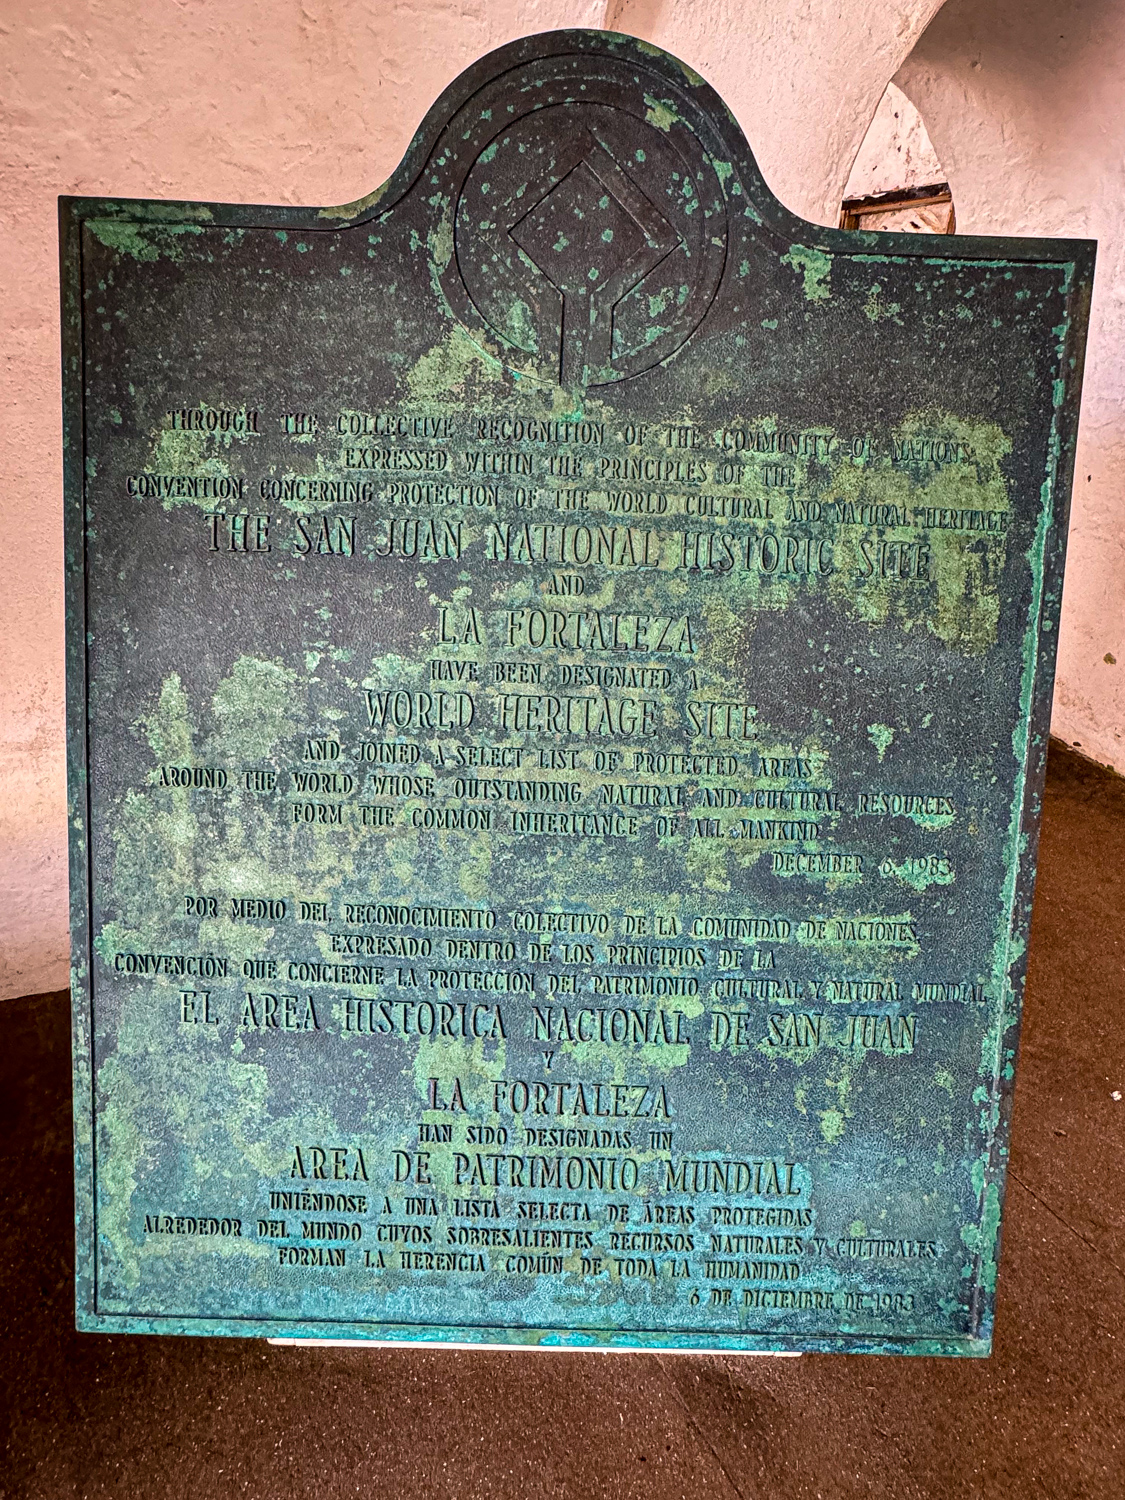 THROUGH THE COLLECTIVE RECOGNITION OF THE COMMUNITY OF NATIONS
EXPRESSED WITHIN THE PRINCIPLES OF THE
CONVENTION CONCERNING PROTECTION OF THE WORLD CULTURAL AND NATURAL HERITAGE
THE SAN JUAN NATIONAL HISTORIC SITE
AND
LA FORTALEZA
HAVE BEEN DESIGNATED A
WORLD HERITAGE SITE
AND JOINED A SELECT LIST OF PROTECTED AREAS
AROUND THE WORLD WHOSE OUTSTANDING NATURAL AND CULTURAL RESOURCES
FORM THE COMMON INHERITANCE OF ALL MANKIND
DECEMBER 6, 1983
POR MEDIO DEL RECONOCIMIENTO COLECTIVO DE LA COMUNIDAD DE NACIONES
EXPRESADO DENTRO DE LOS PRINCIPIOS DE LA
CONVENCIÓN QUE CONCIERNE LA PROTECCIÓN DEL PATRIMONIO CULTURAL Y NATURAL MUNDIAL
EL AREA HISTORICA NACIONAL DE SAN JUAN
Y
LA FORTALEZA
HAN SIDO DESIGNADAS UN
AREA DE PATRIMONIO MUNDIAL
UNIÉNDOSE A UNA LISTA SELECTA DE ÁREAS PROTEGIDAS
ALREDEDOR DEL MUNDO CUYOS SOBRESALIENTES RECURSOS NATURALES Y CULTURALES
FORMAN LA HERENCIA COMÚN DE TODA LA HUMANIDAD
6 DE DICIEMBRE DE 1983